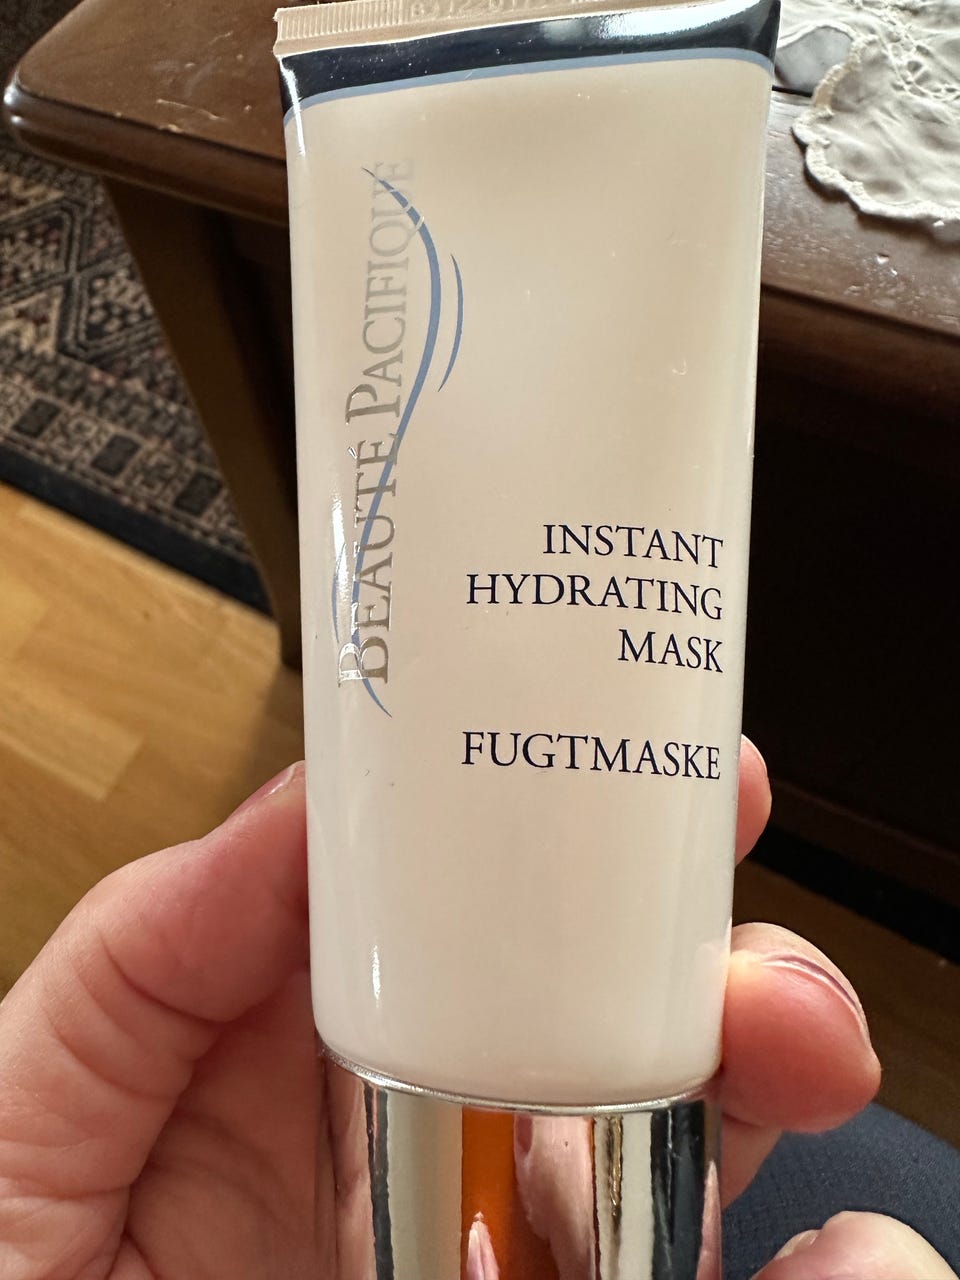 BEAUTÉ PACIFIQUE
INSTANT
HYDRATING
MASK
FUGTMASKE